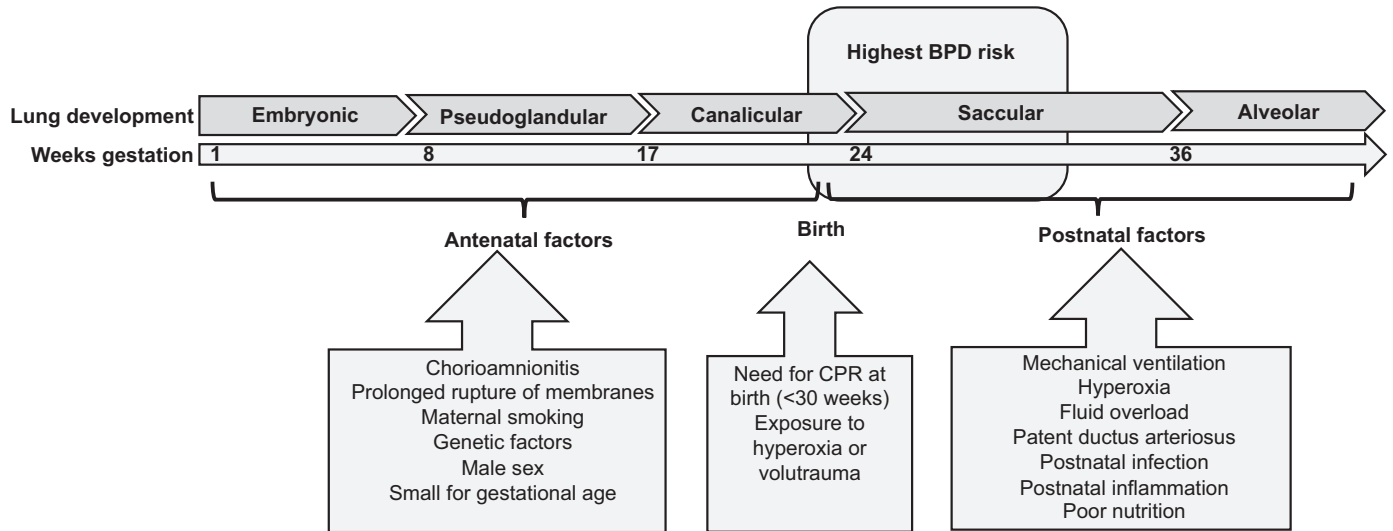 Highest BPD risk
Lung development
Embryonic
Pseudoglandular
Canalicular
Saccular
Alveolar
Weeks gestation
1
8
17
24
36
Antenatal factors
Birth
Postnatal factors
Chorioamnionitis
Prolonged rupture of membranes
Maternal smoking
Genetic factors
Male sex
Small for gestational age
Need for CPR at
birth (<30 weeks)
Exposure to
hyperoxia or
volutrauma
Mechanical ventilation
Hyperoxia
Fluid overload
Patent ductus arteriosus
Postnatal infection
Postnatal inflammation
Poor nutrition